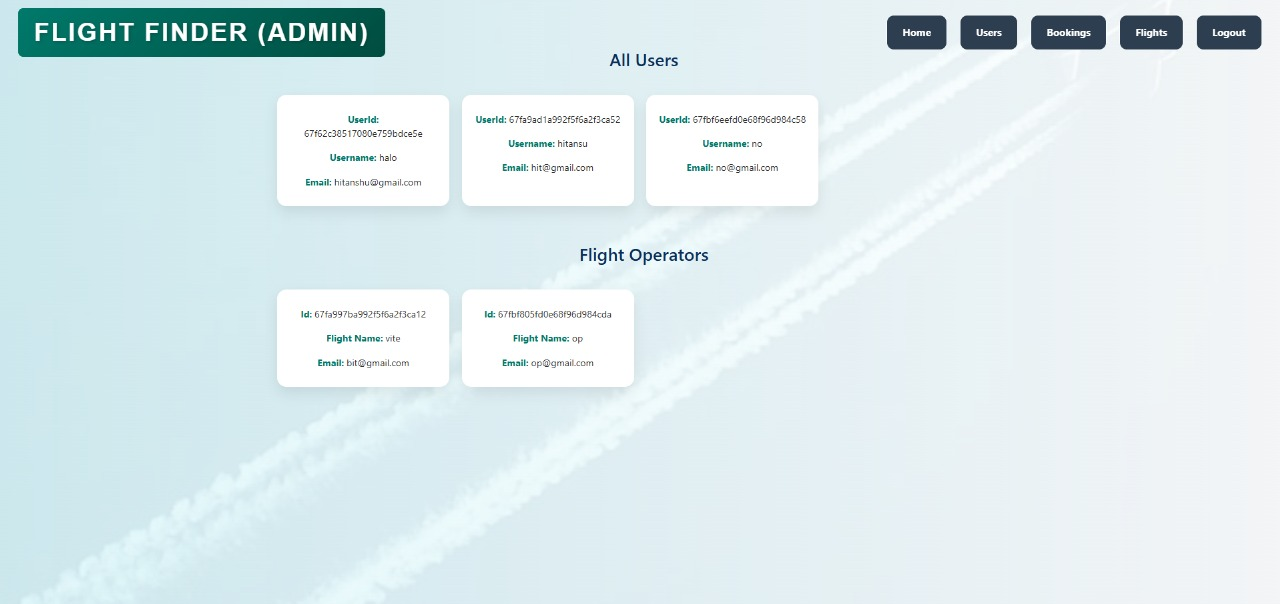 FLIGHT FINDER (ADMIN)
Home
Users
Bookings
Flights
Logout
All Users
UserId:
67f62c38517080e759bdce5e
Username: halo
Email: hitanshu@gmail.com
UserId: 67fa9ad1a992f5f6a2f3ca52
Username: hitansu
Email: hit@gmail.com
UserId: 67fbf6eefd0e68f96d984c58
Username: no
Email: no@gmail.com
Flight Operators
Id: 67fa997ba992f5f6a2f3ca12
Flight Name: vite
Email: bit@gmail.com
Id: 67fbf805fd0e68f96d984cda
Flight Name: op
Email: op@gmail.com